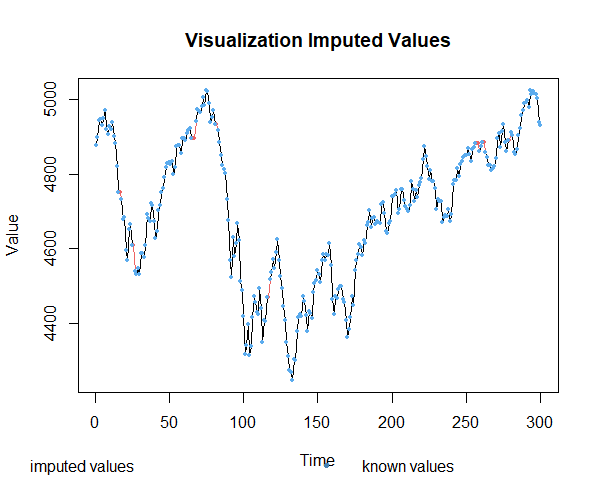 Visualization Imputed Values
Value
5000
4800
4600
4400
0 50 100 150 200 250 300
Time
imputed values known values